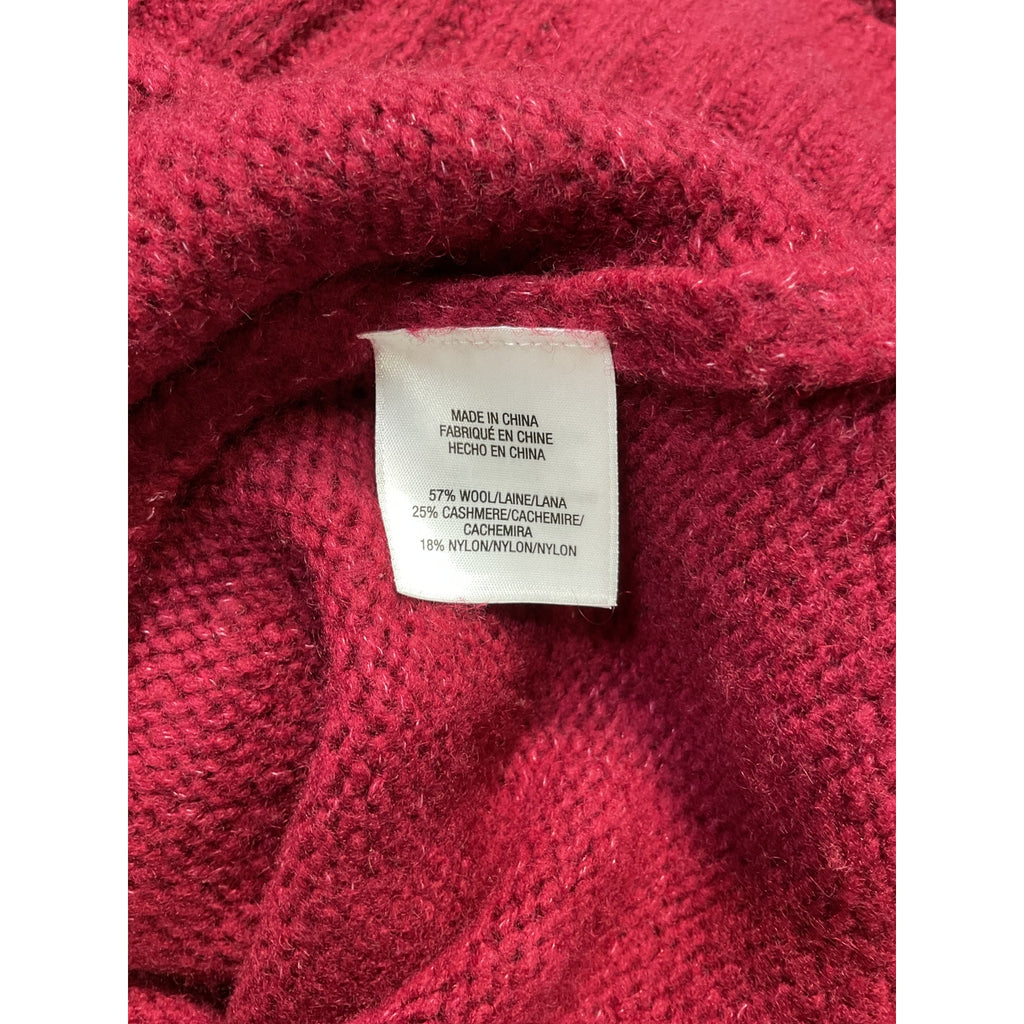 MADE IN CHINA
FABRIQUÉ EN CHINE
HECHO EN CHINA
57% WOOL/LAINE/LANA
25% CASHMERE/CACHEMIRE/
CACHEMIRA
18% NYLON/NYLON/NYLON